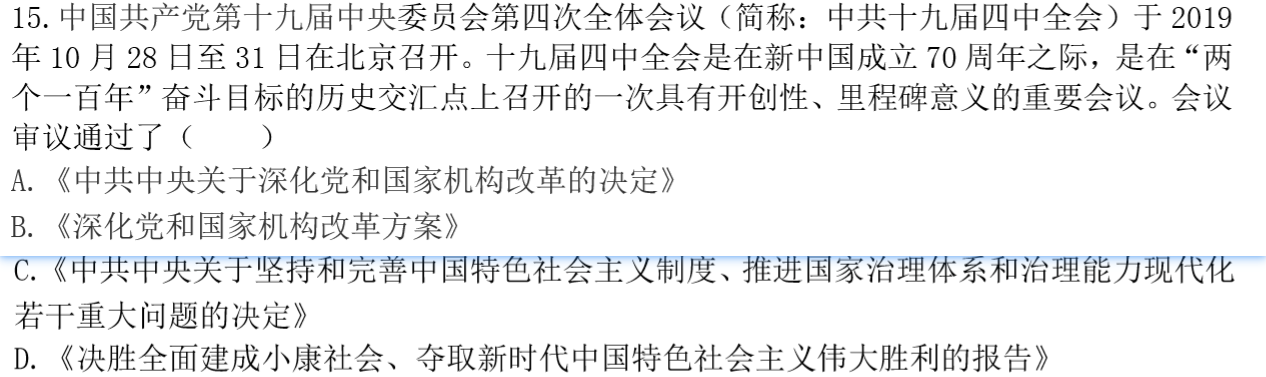 15.中国共产党第十九届中央委员会第四次全体会议（简称：中共十九届四中全会）于 2019
年 10 月 28 日至 31 日在北京召开。十九届四中全会是在新中国成立 70 周年之际，是在“两
个一百年”奋斗目标的历史交汇点上召开的一次具有开创性、里程碑意义的重要会议。会议
审议通过了（　　）
A.《中共中央关于深化党和国家机构改革的决定》
B.《深化党和国家机构改革方案》
C.《中共中央关于坚持和完善中国特色社会主义制度、推进国家治理体系和治理能力现代化
若干重大问题的决定》
D.《决胜全面建成小康社会、夺取新时代中国特色社会主义伟大胜利的报告》